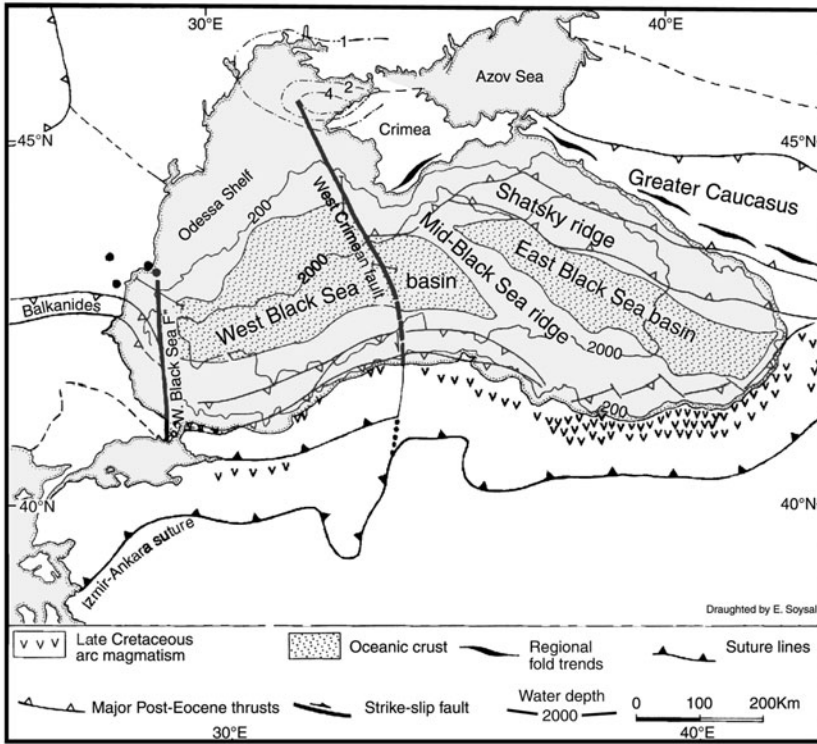 30°E
40°E
1
2
4
Azov Sea
45°N
45°N
Crimea
Odessa Shelf
200
West Crimean fault
Greater Caucasus
Shatsky ridge
Mid-Black Sea ridge
2000
basin
East Black Sea basin
West Black Sea
Balkanides
W. Black Sea F.
2000
200
40°N
40°N
Izmir-Ankara suture
Draughted by E. Soysal
Late Cretaceous
arc magmatism
Oceanic crust
Regional
fold trends
Suture lines
Major Post-Eocene thrusts
Strike-slip fault
Water depth
2000
0 100 200Km
30°E
40°E